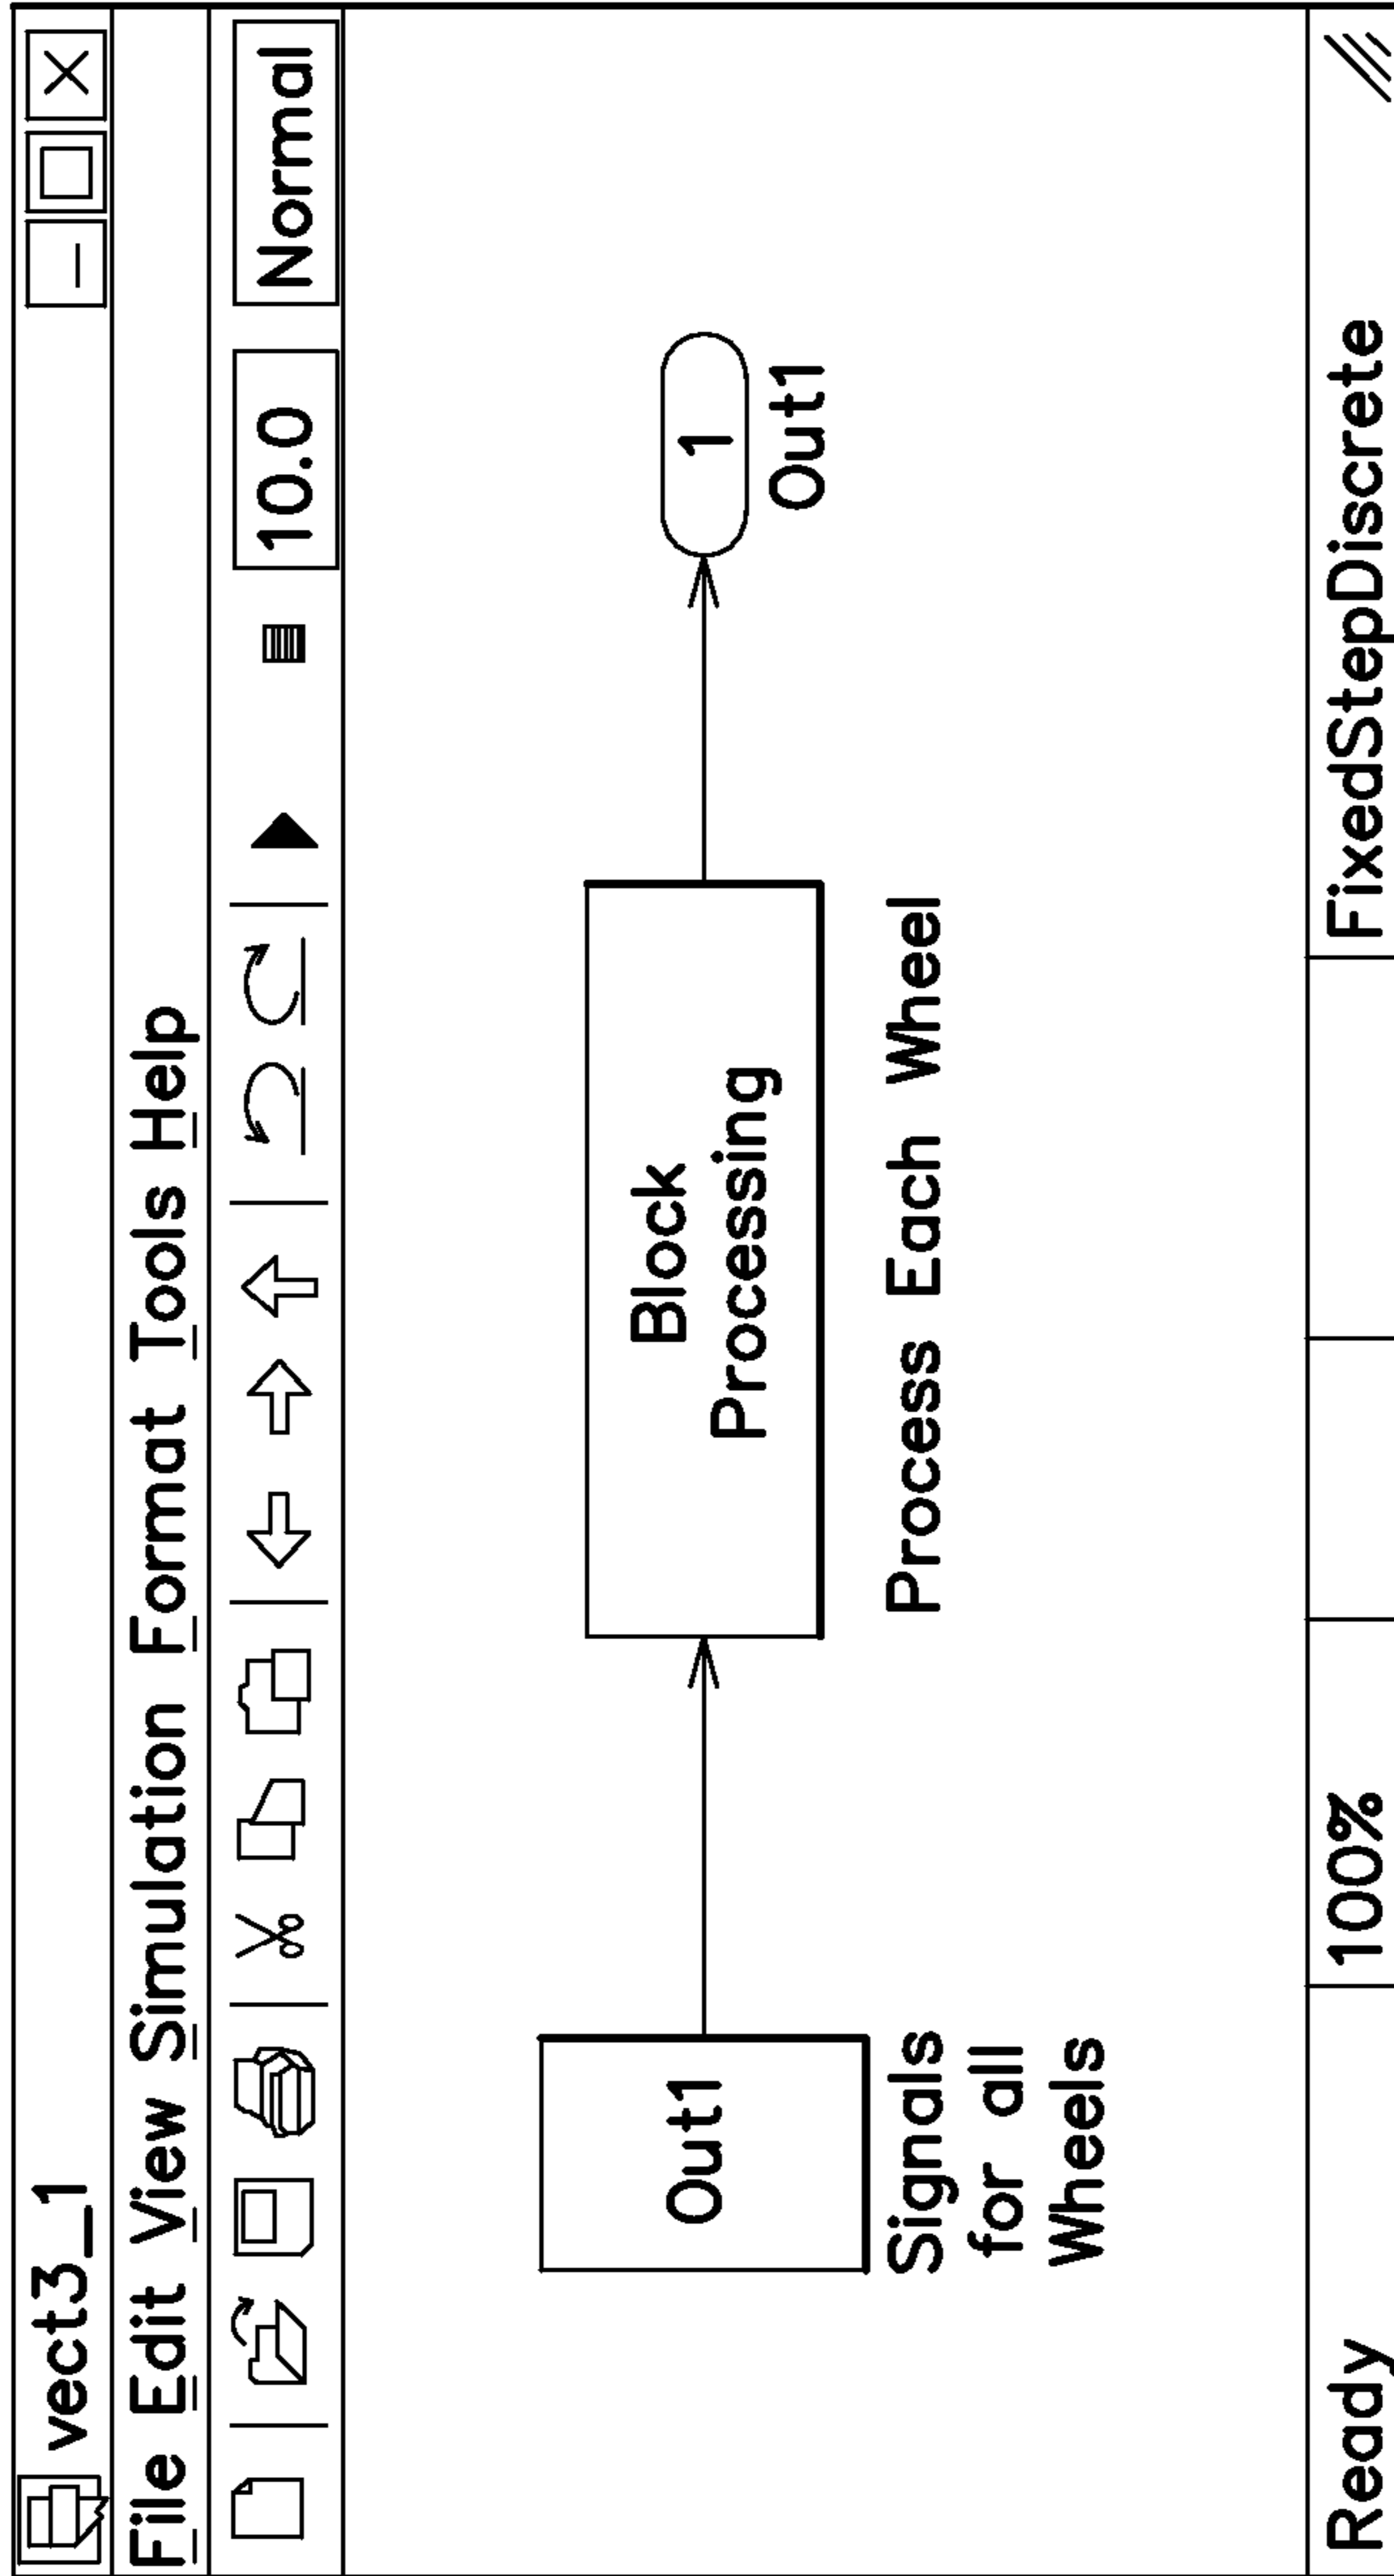 vect3_1
File Edit View Simulation Format Tools Help
10.0 Normal
Out1
Signals
for all
Wheels
Block
Processing
Process Each Wheel
1
Out1
Ready 100% FixedStepDiscrete